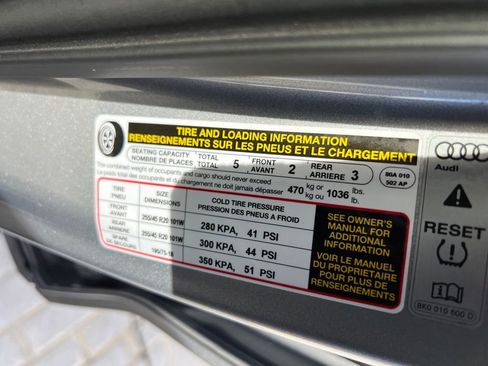 TIRE AND LOADING INFORMATION
RENSEIGNEMENTS SUR LES PNEUS ET LE CHARGEMENT
SEATING CAPACITY TOTAL 5 FRONT 2 REAR 3
NOMBRE DE PLACES TOTAL AVANT ARRIERE
The combined weight of occupants and cargo should never exceed 470 kg or 1036 lbs.
Le poids total des occupants et du chargement ne doit jamais dépasser kg ou lb.
8DA 010
502 AP
TIRE SIZE COLD TIRE PRESSURE
PNEU DIMENSIONS PRESSION DES PNEUS A FROID
FRONT
AVANT 255/45 R20 101W 280 KPA, 41 PSI
REAR
ARRIERE 255/45 R20 101W 300 KPA, 44 PSI
SPARE
DE SECOURS 195/75-18 350 KPA, 51 PSI
SEE OWNER'S
MANUAL FOR
ADDITIONAL
INFORMATION
VOIR LE MANUEL
DU PROPRIETAIRE
POUR PLUS DE
RENSEIGNEMENTS
Audi
RESET
8K0 010 600 D